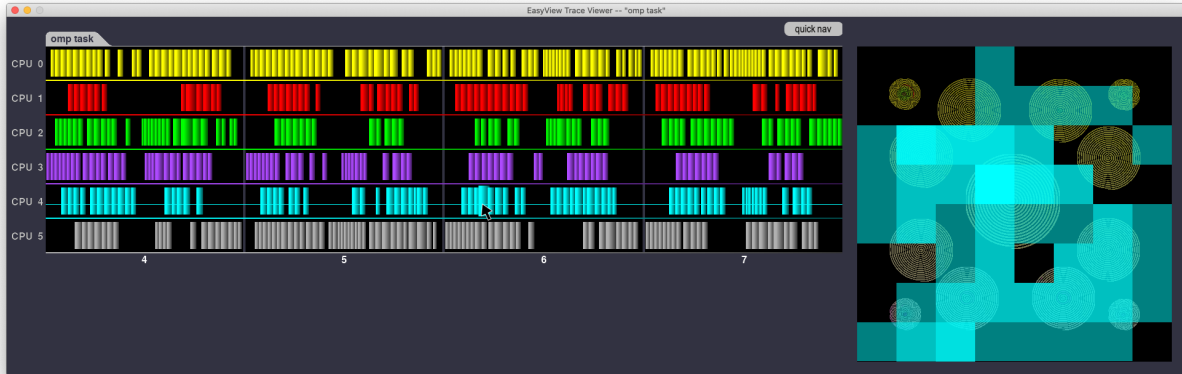 EasyView Trace Viewer -- "omp task"
quick nav
omp task
CPU 0
CPU 1
CPU 2
CPU 3
CPU 4
CPU 5
4 5 6 7